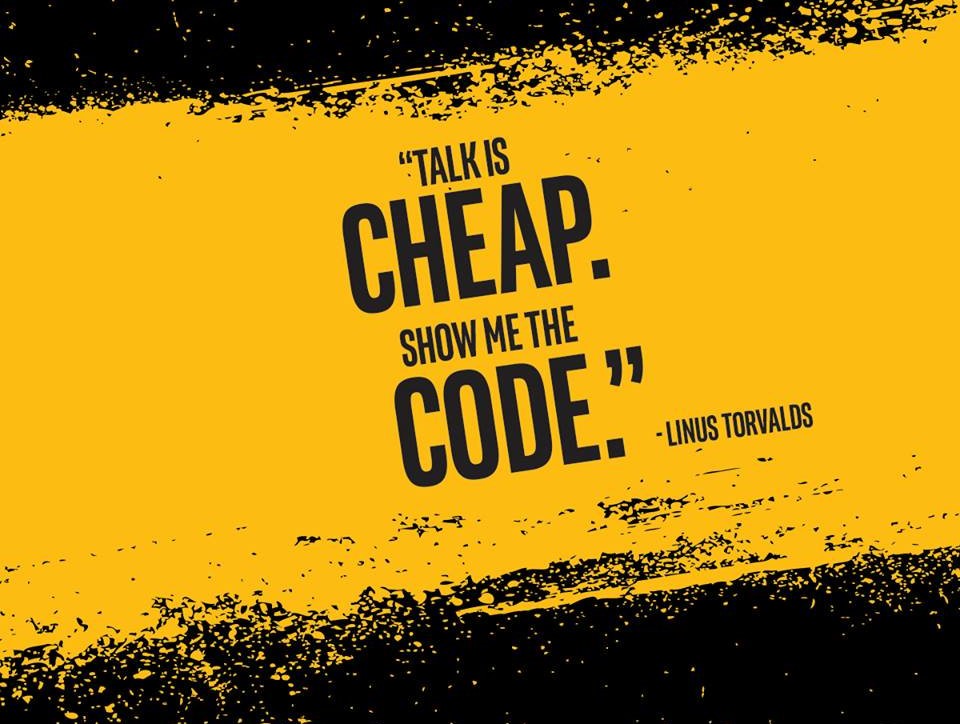 “TALK IS
CHEAP.
SHOW ME THE
CODE.”
- LINUS TORVALDS